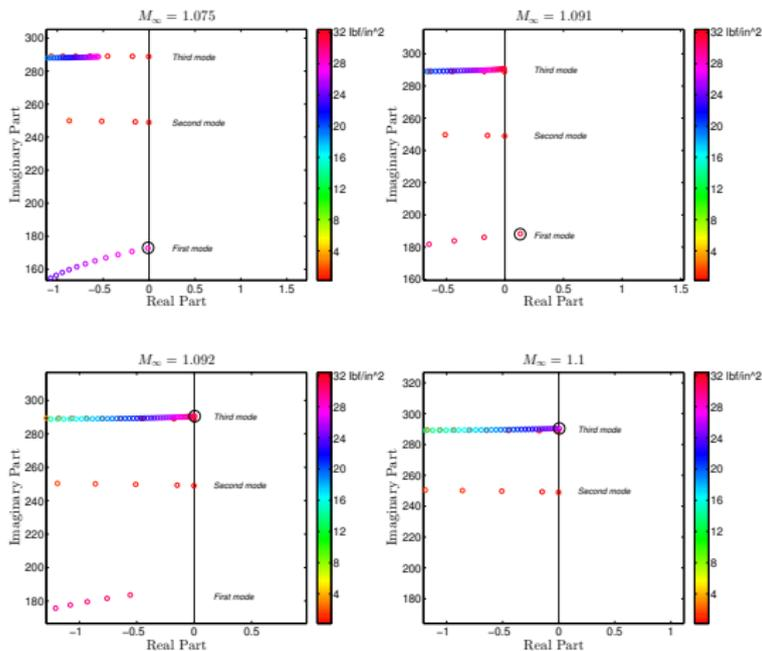 M∞ = 1.075
32 lbf/in^2
28
24
20
16
12
8
4
300
280
260
240
220
200
180
160
−1
−0.5
0
0.5
1
1.5
Imaginary Part
Real Part
Third mode
Second mode
First mode
M∞ = 1.091
32 lbf/in^2
28
24
20
16
12
8
4
300
280
260
240
220
200
180
160
−0.5
0
0.5
1
1.5
Imaginary Part
Real Part
Third mode
Second mode
First mode
M∞ = 1.092
32 lbf/in^2
28
24
20
16
12
8
4
300
280
260
240
220
200
180
−1
−0.5
0
0.5
Imaginary Part
Real Part
Third mode
Second mode
First mode
M∞ = 1.1
32 lbf/in^2
28
24
20
16
12
8
4
320
300
280
260
240
220
200
180
−1
−0.5
0
0.5
1
Imaginary Part
Real Part
Third mode
Second mode